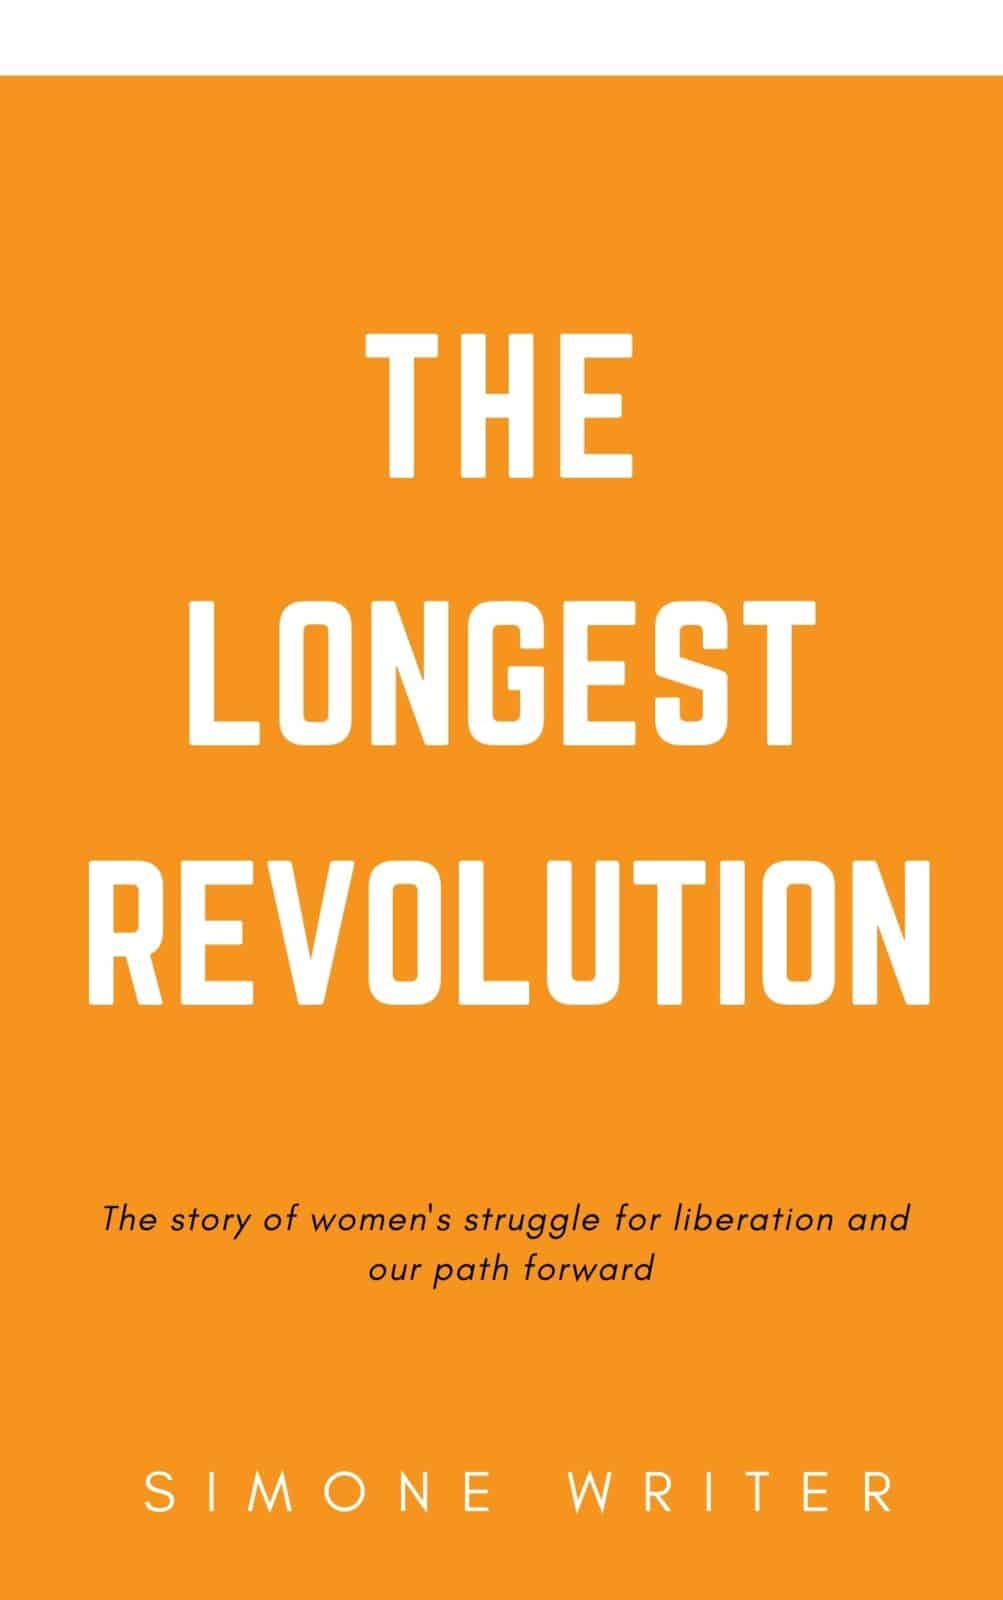 THE
LONGEST
REVOLUTION
The story of women's struggle for liberation and
our path forward
SIMONE WRITER